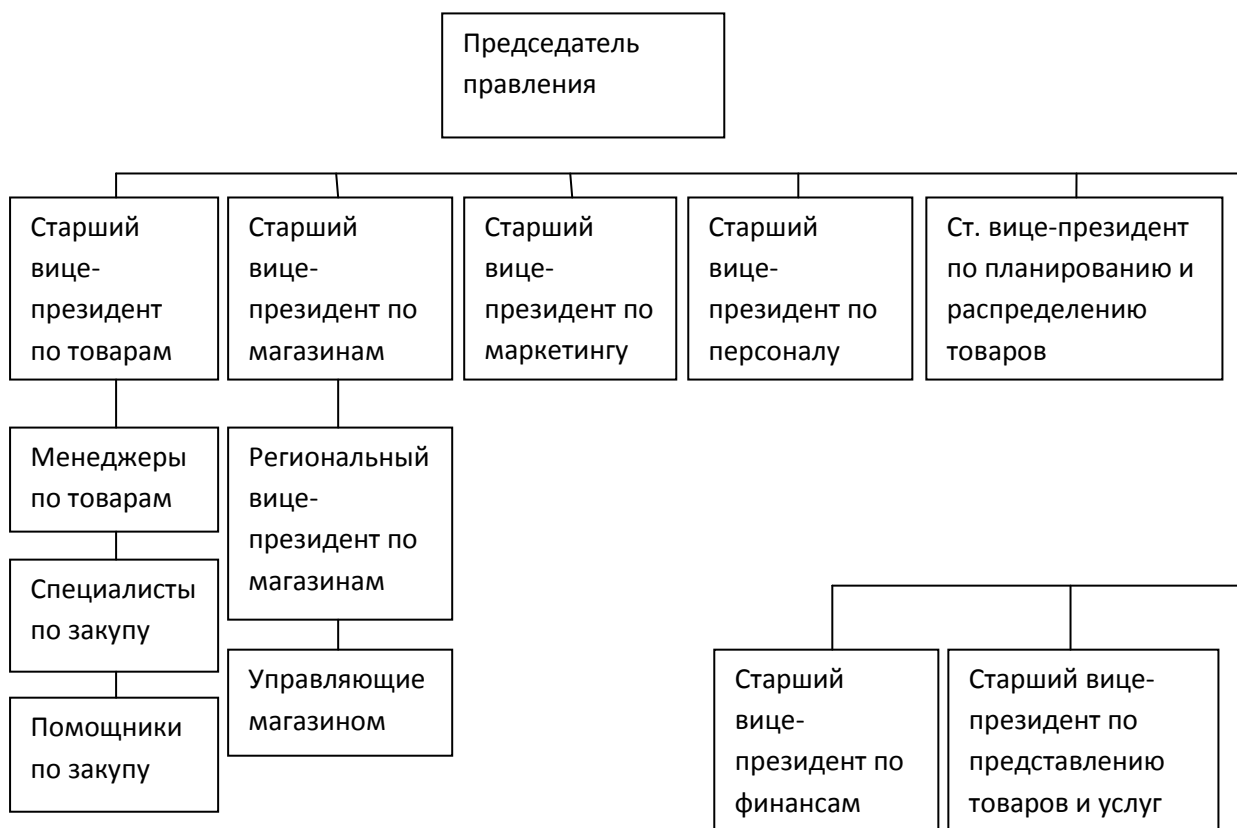 Председатель
правления
Старший
вице-
президент
по товарам
Старший
вице-
президент по
магазинам
Старший
вице-
президент по
маркетингу
Старший
вице-
президент по
персоналу
Ст. вице-президент
по планированию и
распределению
товаров
Менеджеры
по товарам
Специалисты
по закупу
Помощники
по закупу
Региональный
вице-
президент по
магазинам
Управляющие
магазином
Старший
вице-
президент по
финансам
Старший вице-
президент по
представлению
товаров и услуг